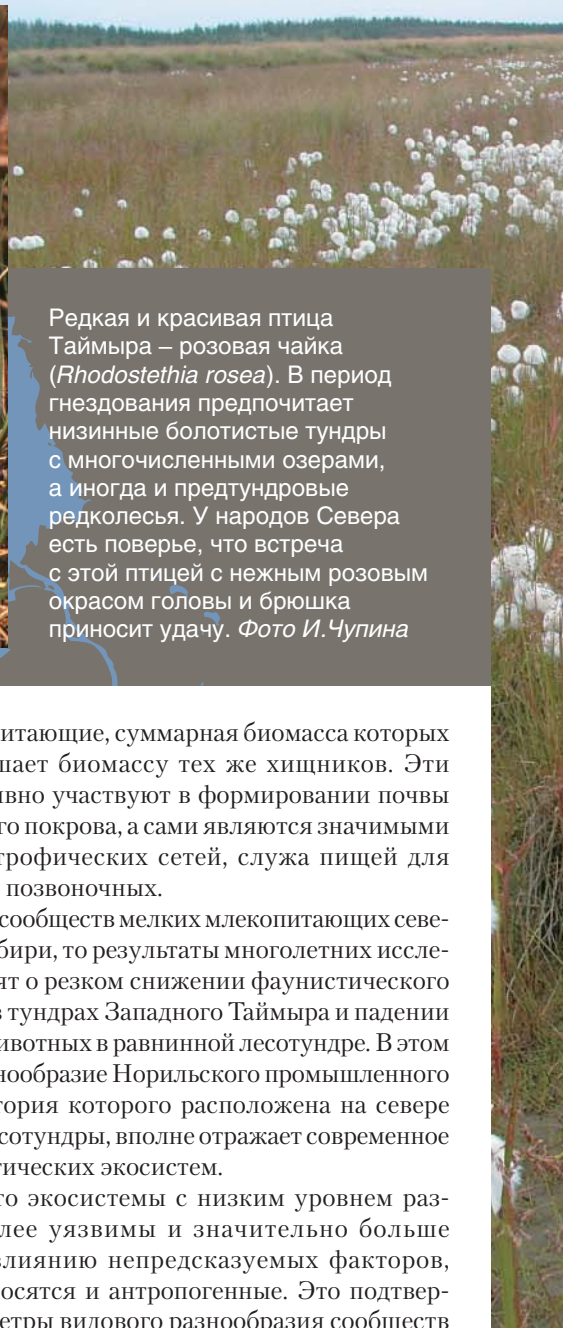 Редкая и красивая птица
Таймыра – розовая чайка
(Rhodostethia rosea). В период
гнездования предпочитает
низинные болотистые тундры
с многочисленными озерами,
а иногда и предтундровые
редколесья. У народов Севера
есть поверье, что встреча
с этой птицей с нежным розовым
окрасом головы и брюшка
приносит удачу. Фото И.Чупина
итающие, суммарная биомасса которых
шает биомассу тех же хищников. Эти
ивно участвуют в формировании почвы
го покрова, а сами являются значимыми
трофических сетей, служа пищей для
позвоночных.
сообществ мелких млекопитающих севе-
бири, то результаты многолетних иссле-
ят о резком снижении фаунистического
в тундрах Западного Таймыра и падении
ивотных в равнинной лесотундре. В этом
нообразие Норильского промышленного
тория которого расположена на севере
сотундры, вполне отражает современное
тических экосистем.
то экосистемы с низким уровнем раз-
лее уязвимы и значительно больше
влиянию непредсказуемых факторов,
осятся и антропогенные. Это подтвер-
етры видового разнообразия сообществ